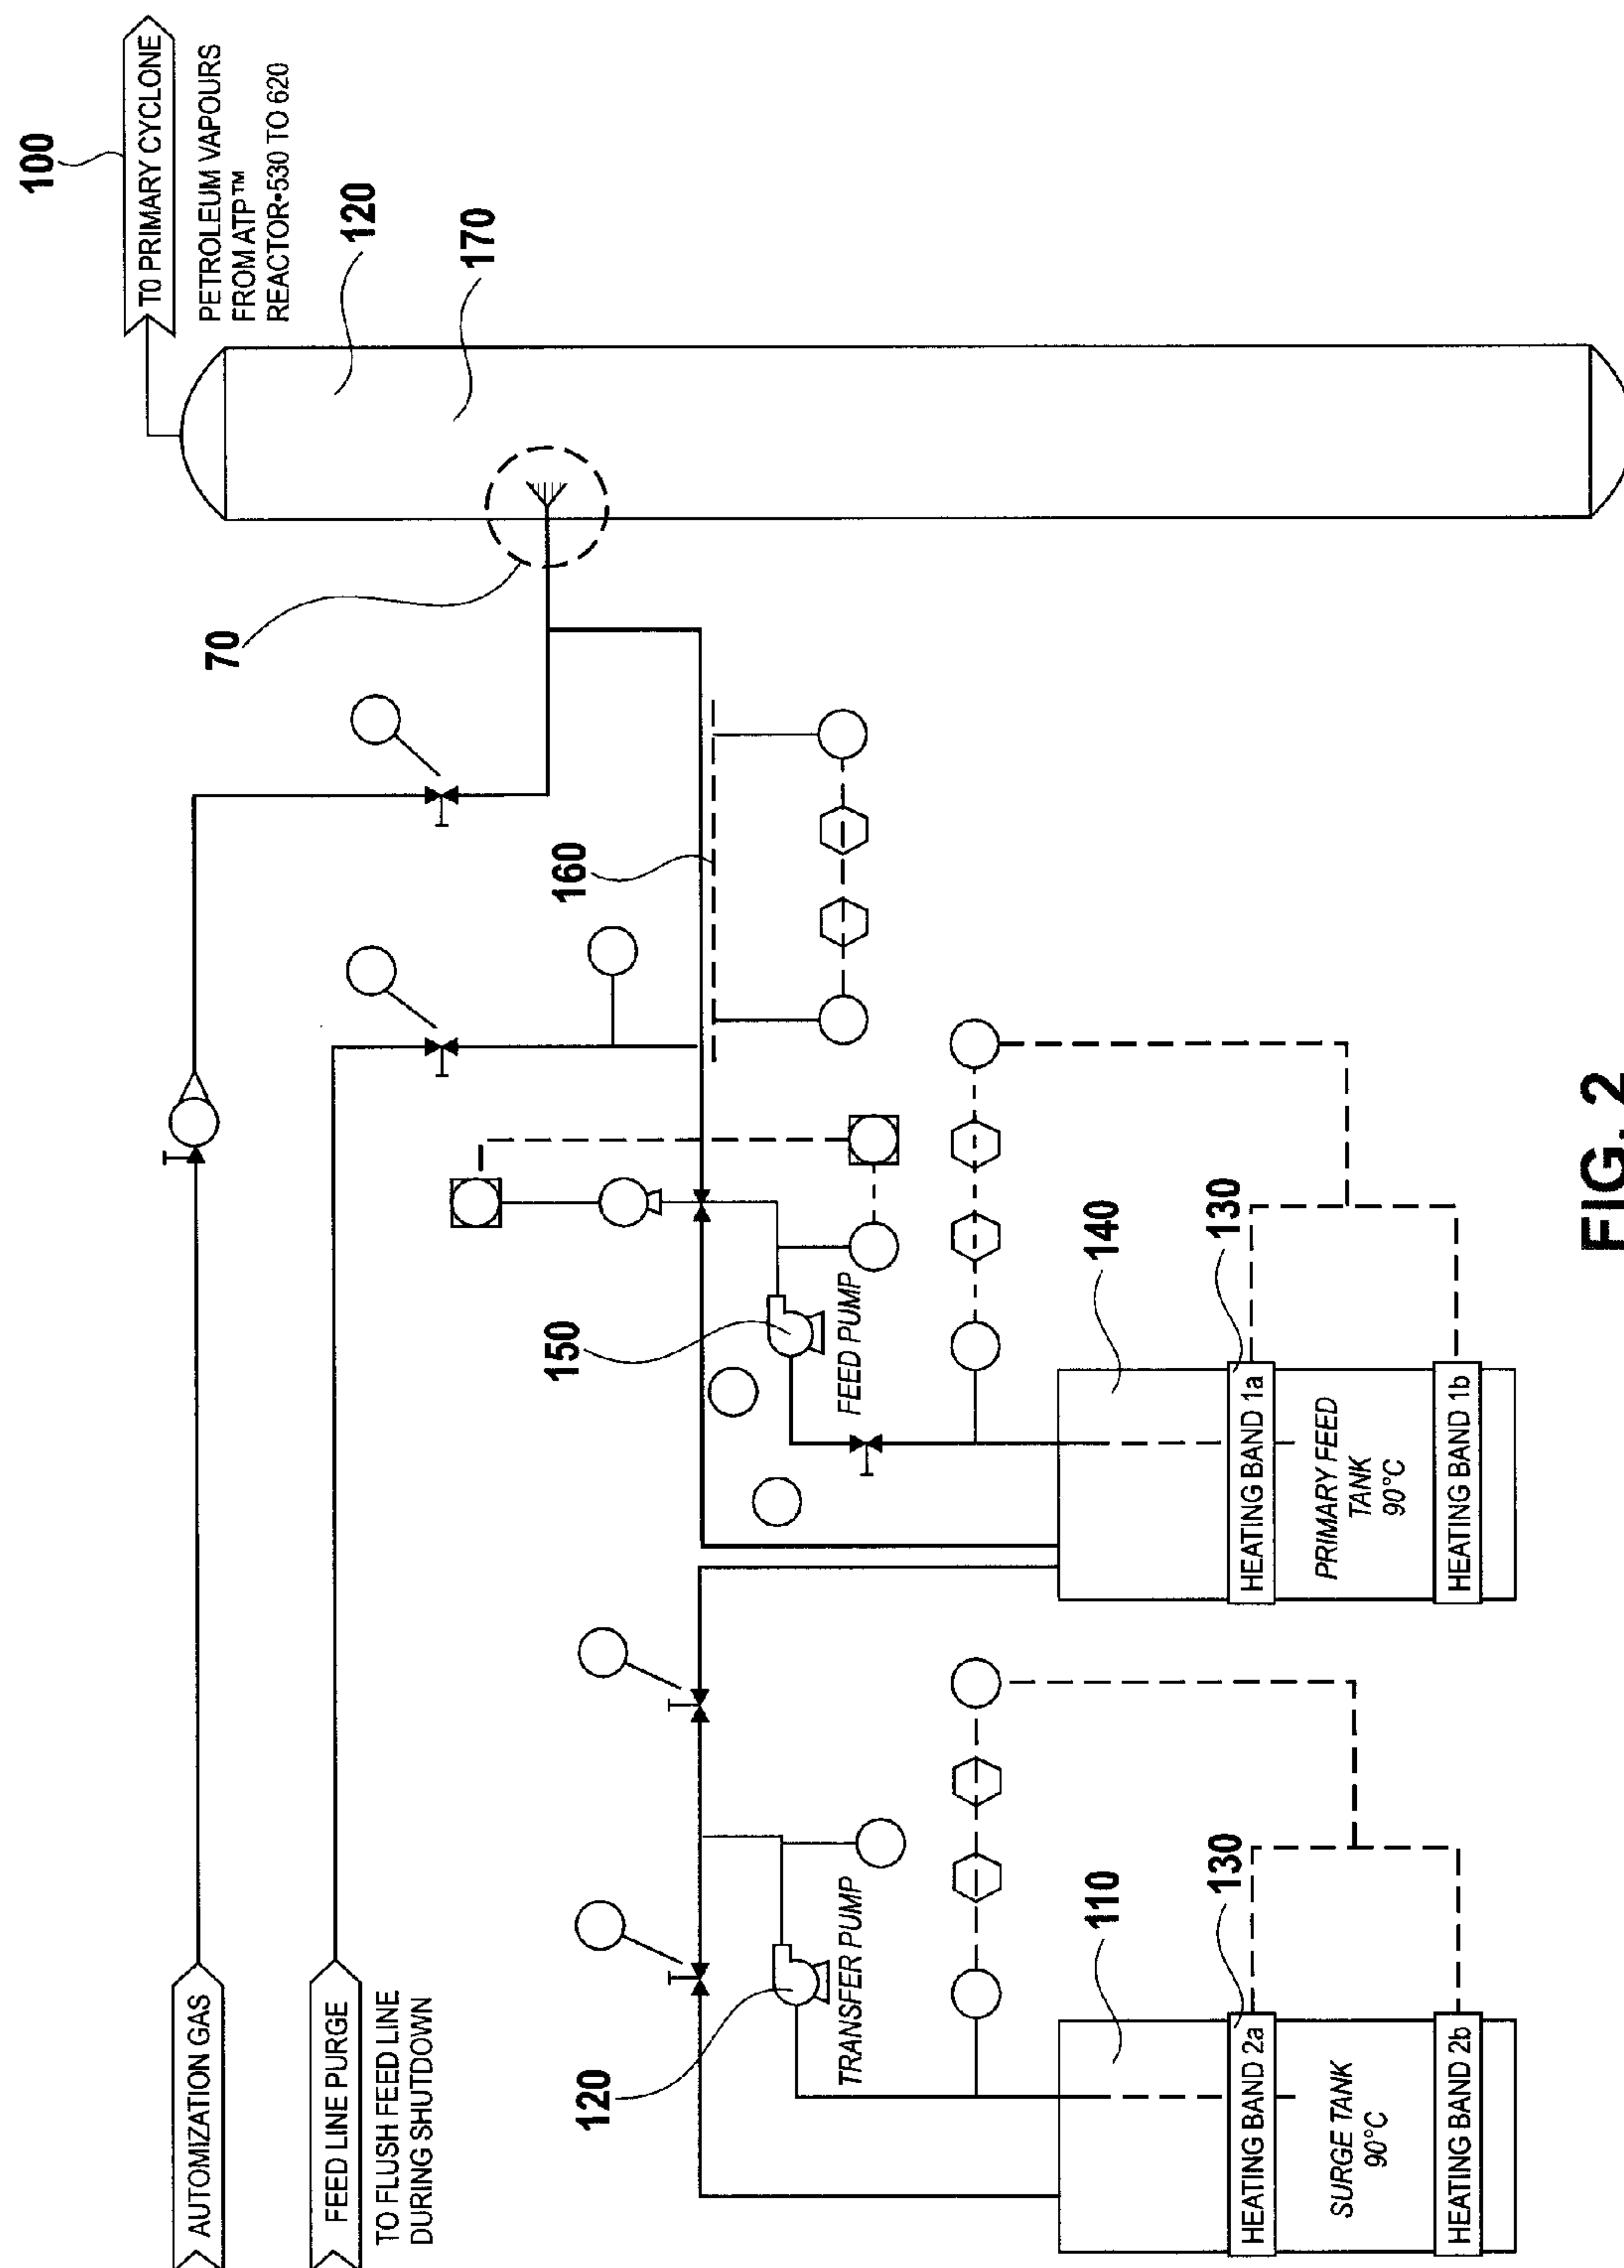 AUTOMIZATION GAS
FEED LINE PURGE
TO FLUSH FEED LINE
DURING SHUTDOWN
100
TO PRIMARY CYCLONE
PETROLEUM VAPOURS
FROM ATP™
REACTOR•530 TO 620
120
170
70
160
150
FEED PUMP
120
TRANSFER PUMP
110
130
HEATING BAND 2a
SURGE TANK
90°C
HEATING BAND 2b
140
130
HEATING BAND 1a
PRIMARY FEED
TANK
90°C
HEATING BAND 1b
FIG. 2